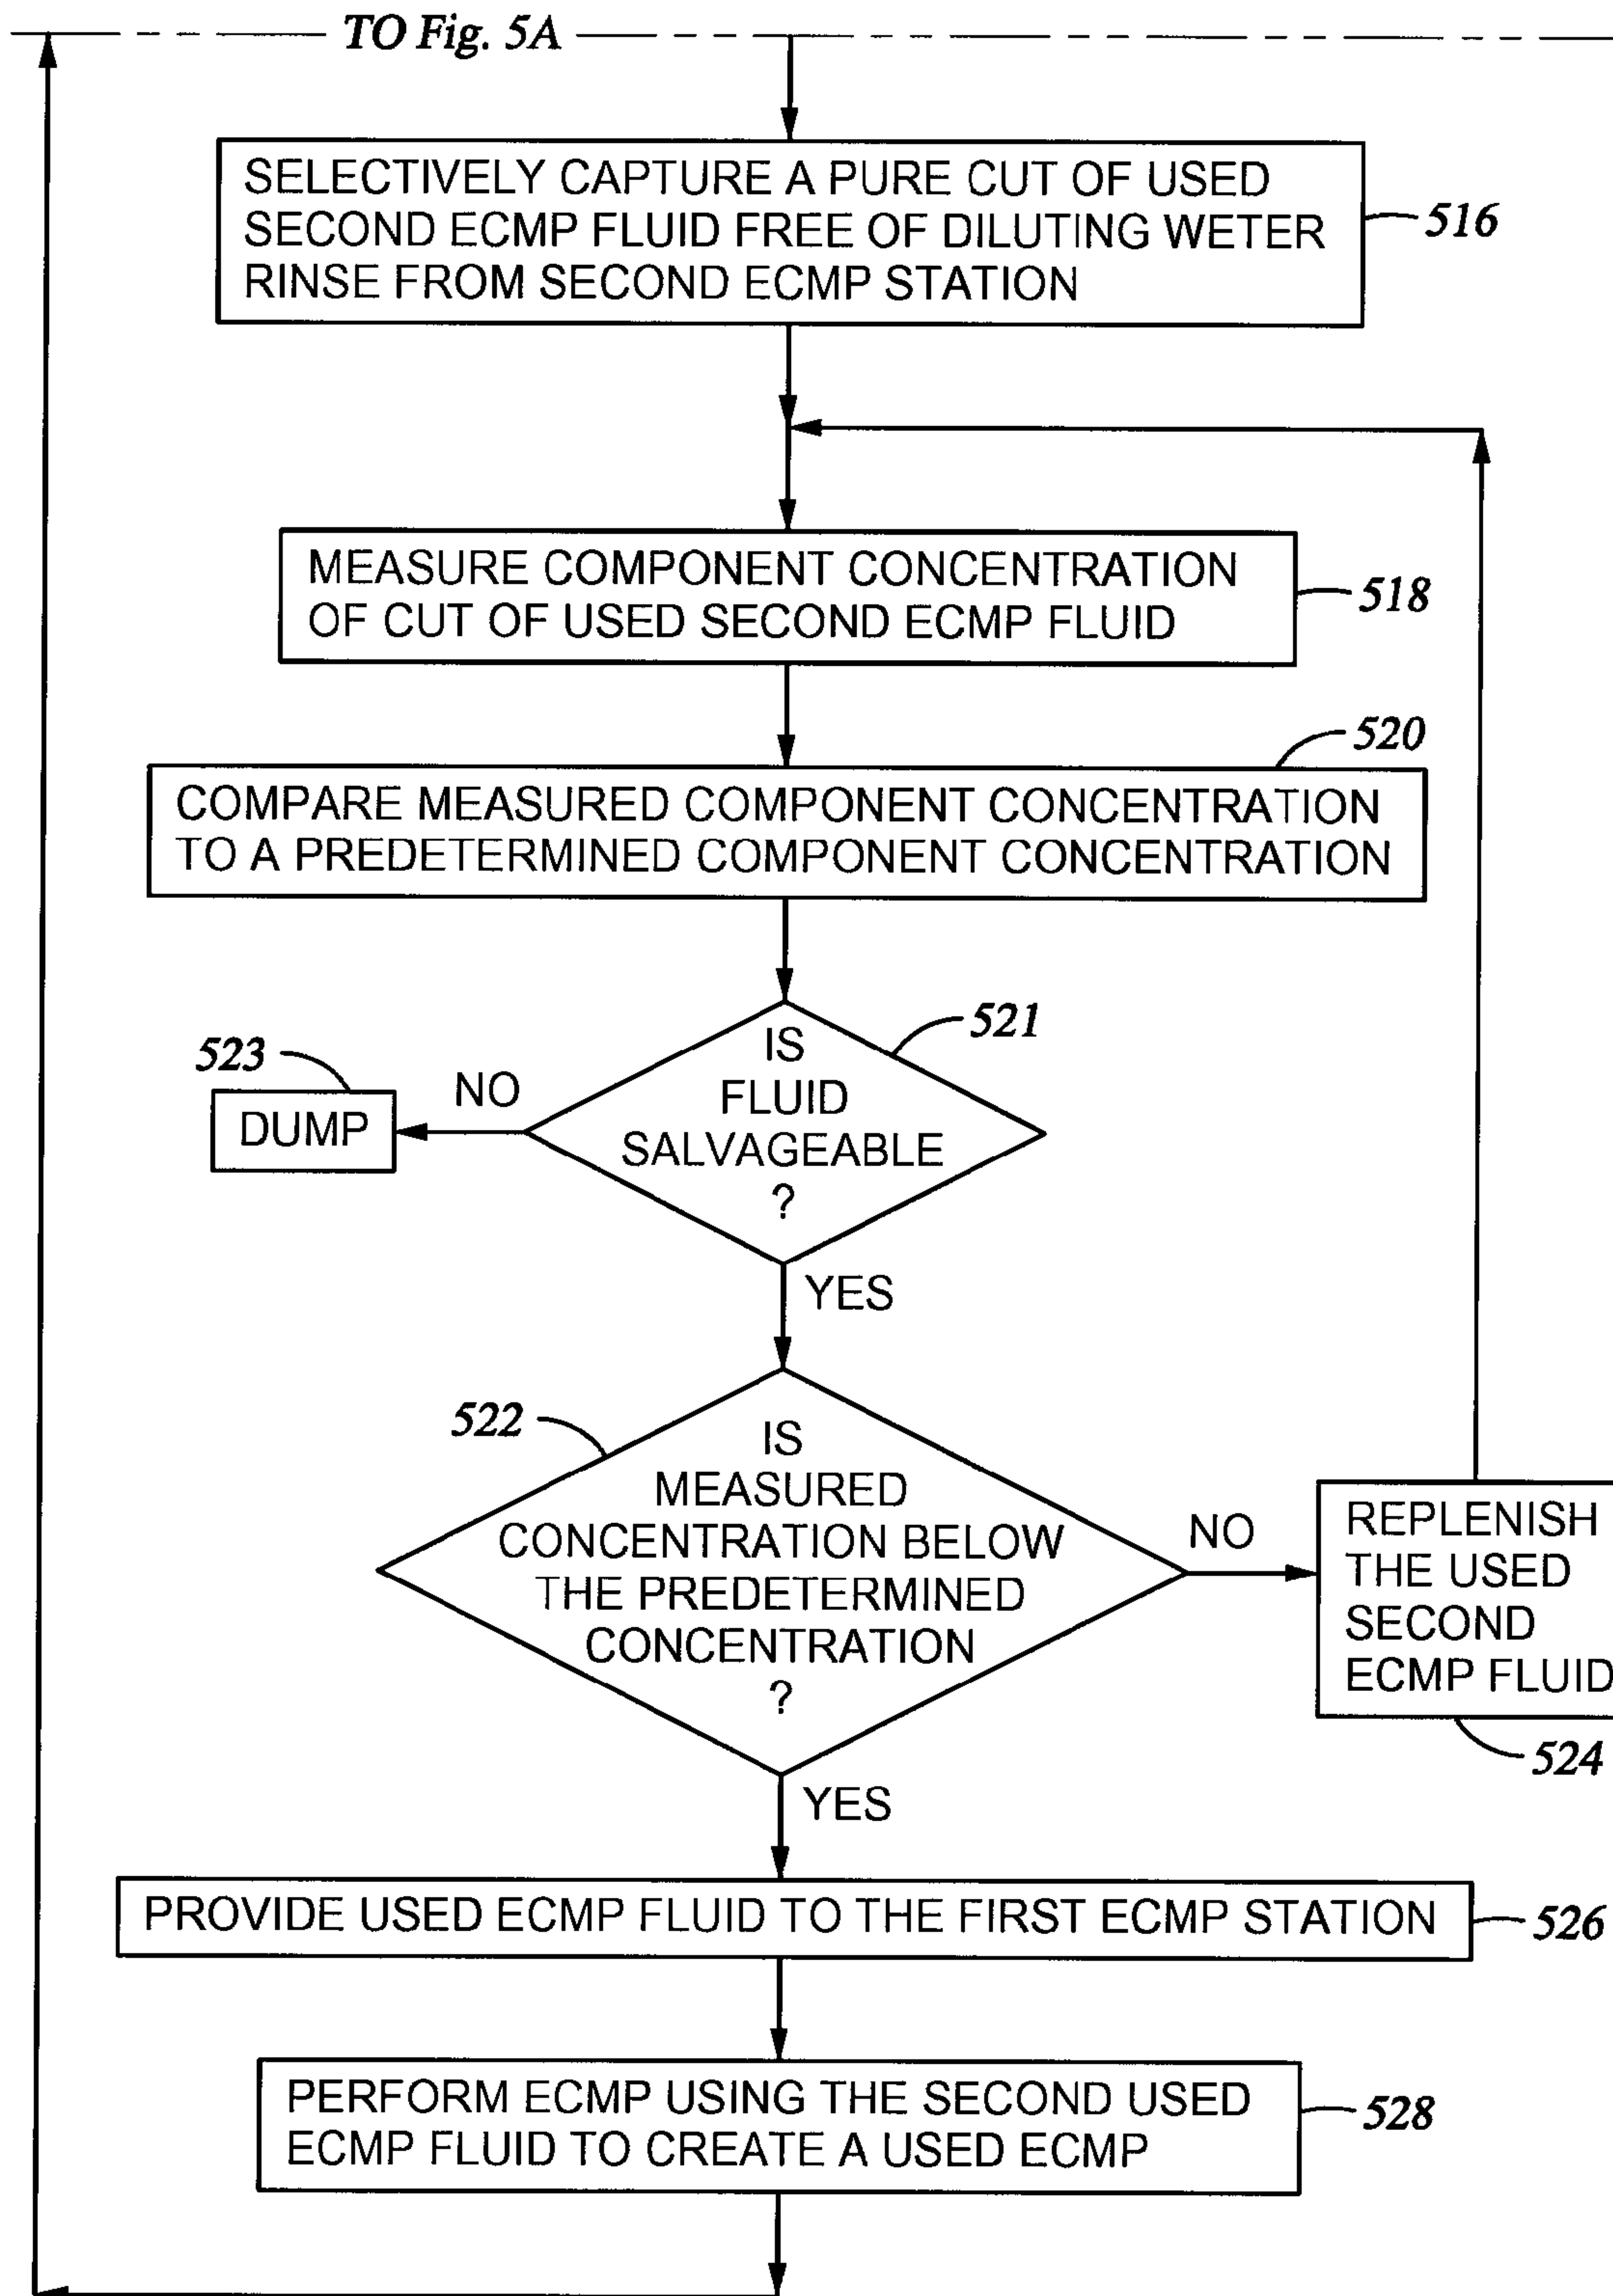 TO Fig. 5A
SELECTIVELY CAPTURE A PURE CUT OF USED
SECOND ECMP FLUID FREE OF DILUTING WETER
RINSE FROM SECOND ECMP STATION
516
MEASURE COMPONENT CONCENTRATION
OF CUT OF USED SECOND ECMP FLUID
518
520
COMPARE MEASURED COMPONENT CONCENTRATION
TO A PREDETERMINED COMPONENT CONCENTRATION
521
IS
FLUID
SALVAGEABLE
?
NO
523
DUMP
YES
522
IS
MEASURED
CONCENTRATION BELOW
THE PREDETERMINED
CONCENTRATION
?
NO
REPLENISH
THE USED
SECOND
ECMP FLUID
524
YES
PROVIDE USED ECMP FLUID TO THE FIRST ECMP STATION
526
PERFORM ECMP USING THE SECOND USED
ECMP FLUID TO CREATE A USED ECMP
528